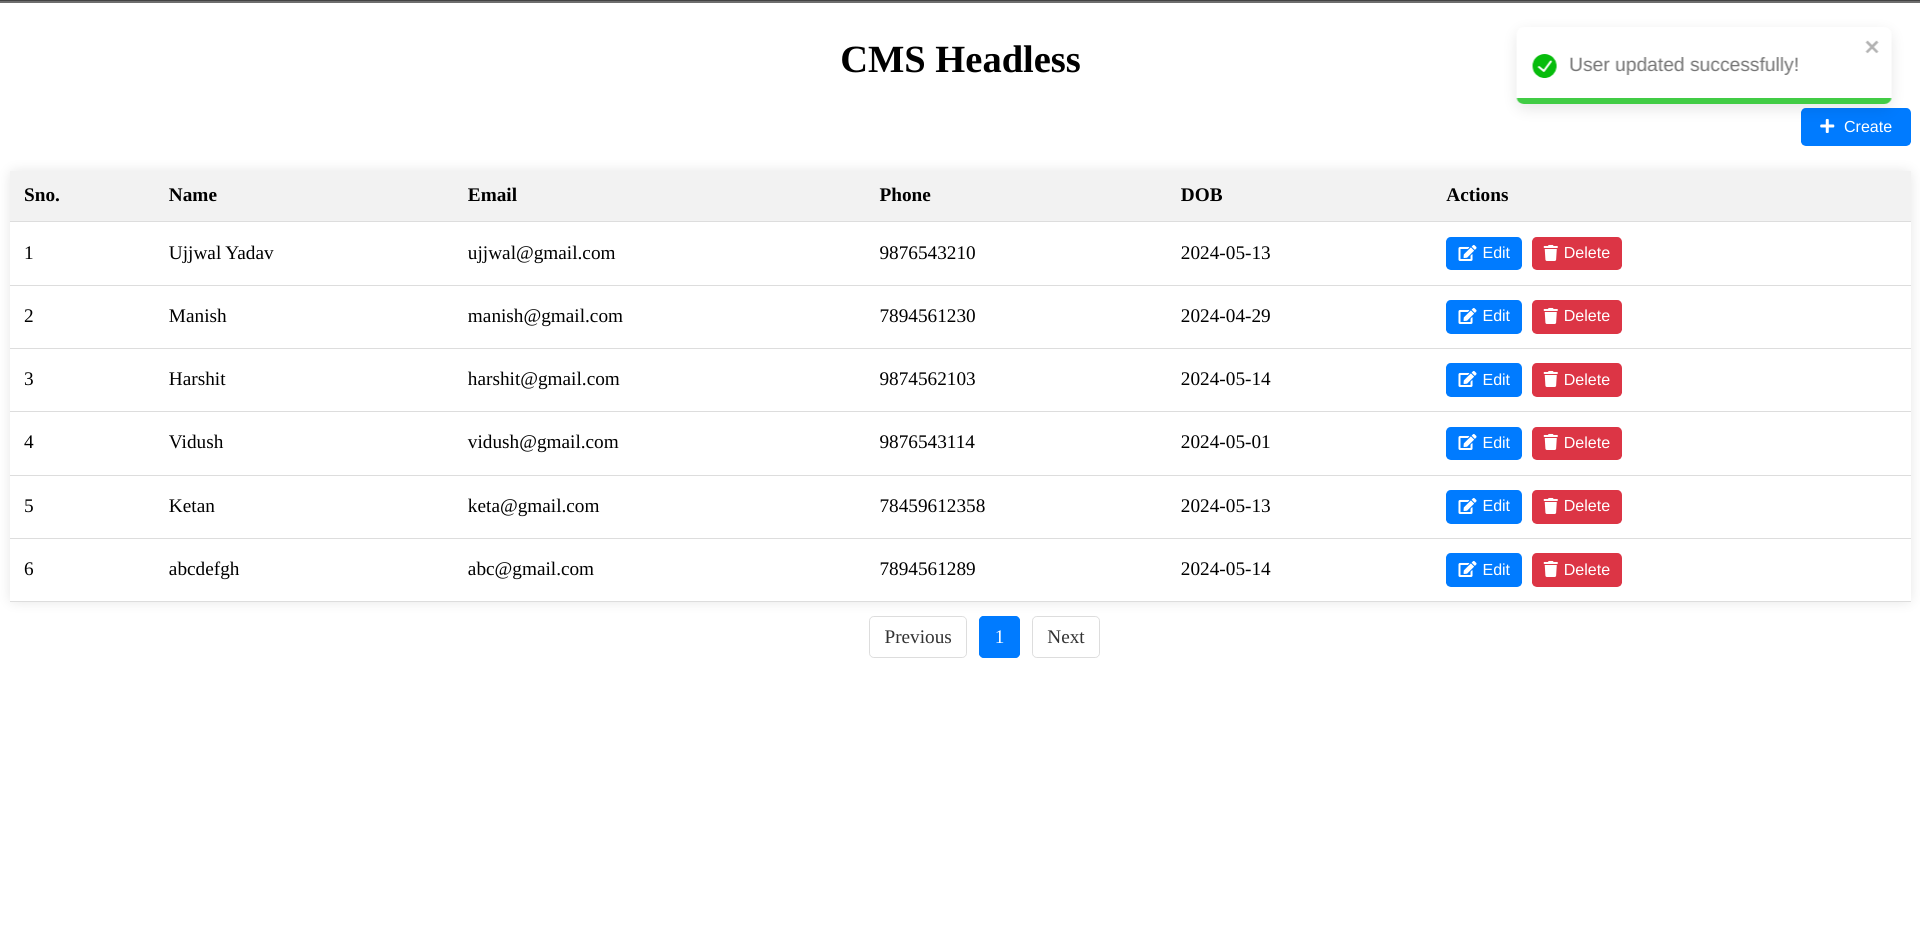 CMS Headless
User updated successfully!
Create
Sno. Name Email Phone DOB Actions
1 Ujjwal Yadav ujjwal@gmail.com 9876543210 2024-05-13 Edit Delete
2 Manish manish@gmail.com 7894561230 2024-04-29 Edit Delete
3 Harshit harshit@gmail.com 9874562103 2024-05-14 Edit Delete
4 Vidush vidush@gmail.com 9876543114 2024-05-01 Edit Delete
5 Ketan keta@gmail.com 78459612358 2024-05-13 Edit Delete
6 abcdefgh abc@gmail.com 7894561289 2024-05-14 Edit Delete
Previous 1 Next